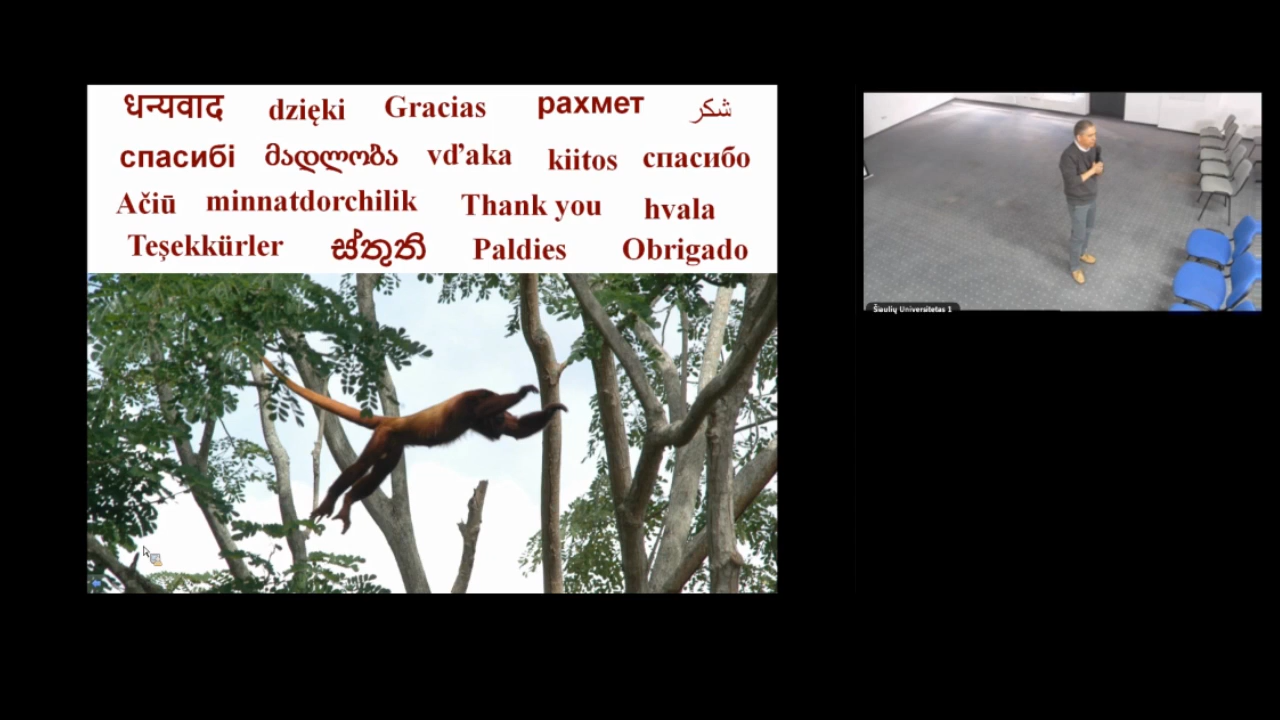 धन्यवाद dzięki Gracias рахмет شكر
спасибі მადლობა vďaka kiitos спасибо
Ačiū minnatdorchilik Thank you hvala
Teşekkürler ස්තුති Paldies Obrigado
Šiaulių Universitetas 1